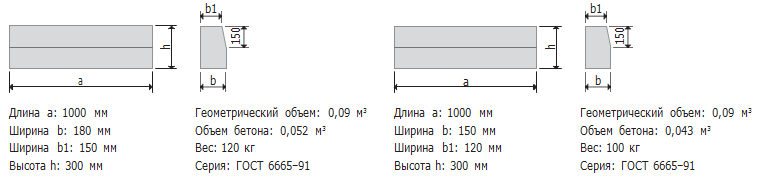 b1
150
h
a
b
Длина a: 1000 мм
Ширина b: 180 мм
Ширина b1: 150 мм
Высота h: 300 мм
Геометрический объем: 0,09 м³
Объем бетона: 0,052 м³
Вес: 120 кг
Серия: ГОСТ 6665-91
b1
150
h
a
b
Длина a: 1000 мм
Ширина b: 150 мм
Ширина b1: 120 мм
Высота h: 300 мм
Геометрический объем: 0,09 м³
Объем бетона: 0,043 м³
Вес: 100 кг
Серия: ГОСТ 6665-91